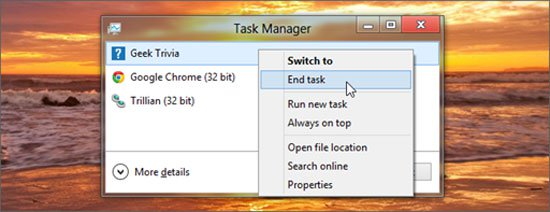 Task Manager
Geek Trivia
Google Chrome (32 bit)
Trillian (32 bit)
Switch to
End task
Run new task
Always on top
Open file location
Search online
Properties
More details